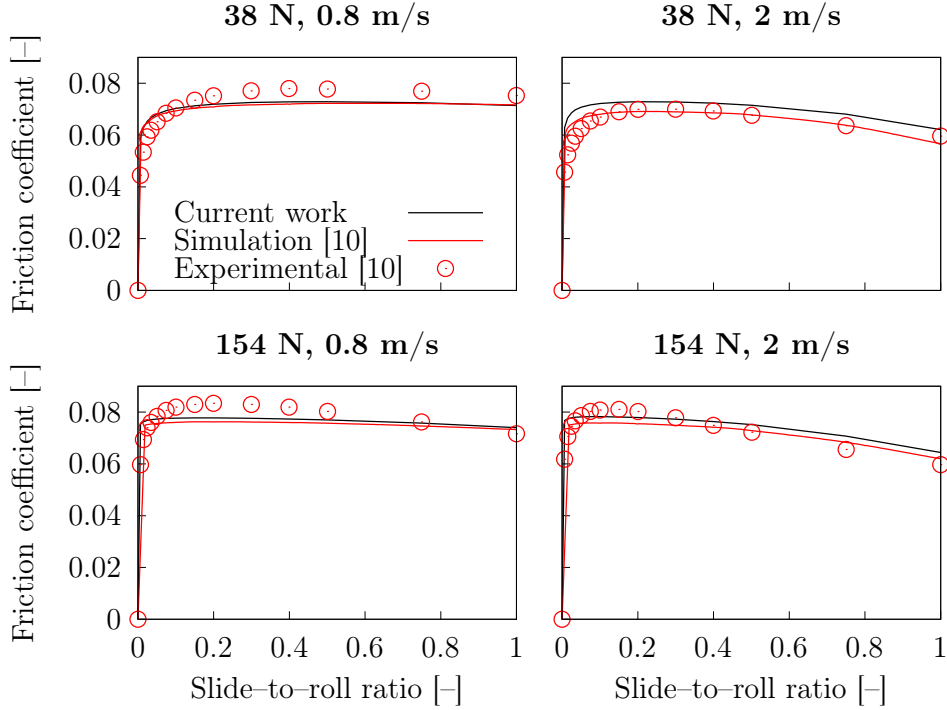 38 N, 0.8 m/s
38 N, 2 m/s
Friction coefficient [–]
0.08
0.06
0.04
0.02
0
Current work
Simulation [10]
Experimental [10]
154 N, 0.8 m/s
154 N, 2 m/s
Friction coefficient [–]
0.08
0.06
0.04
0.02
0
0 0.2 0.4 0.6 0.8 1
0 0.2 0.4 0.6 0.8 1
Slide–to–roll ratio [–]
Slide–to–roll ratio [–]